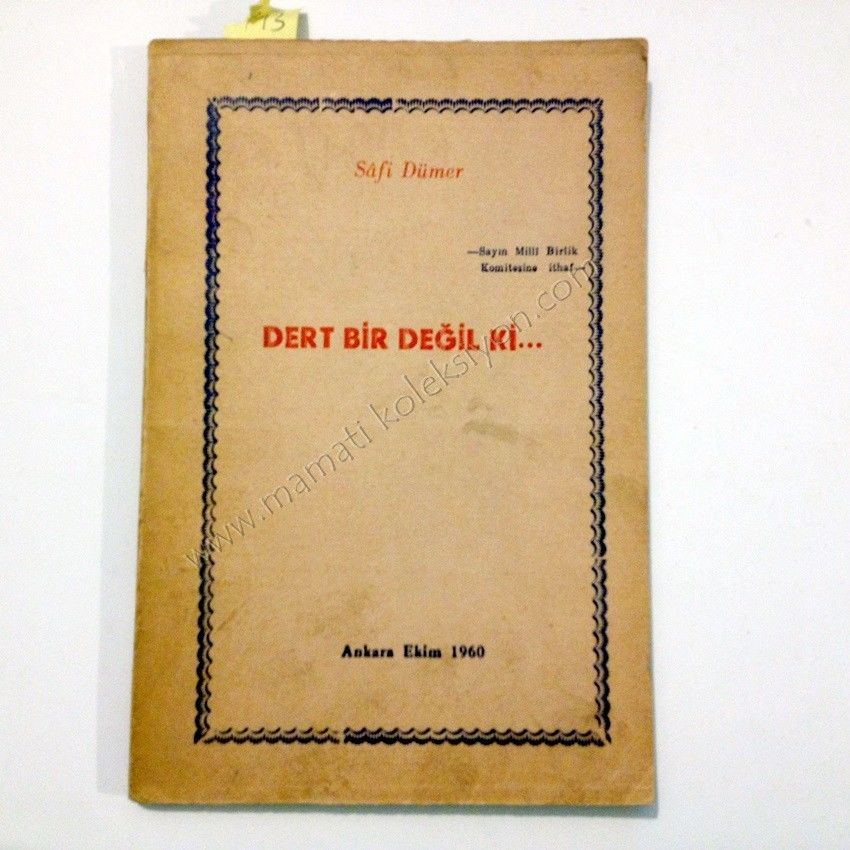 13
Sâfi Dümer
—Sayın Millî Birlik
Komitesine ithaf—
DERT BİR DEĞİL Kİ...
www.mamati koleksiyon.com
Ankara Ekim 1960